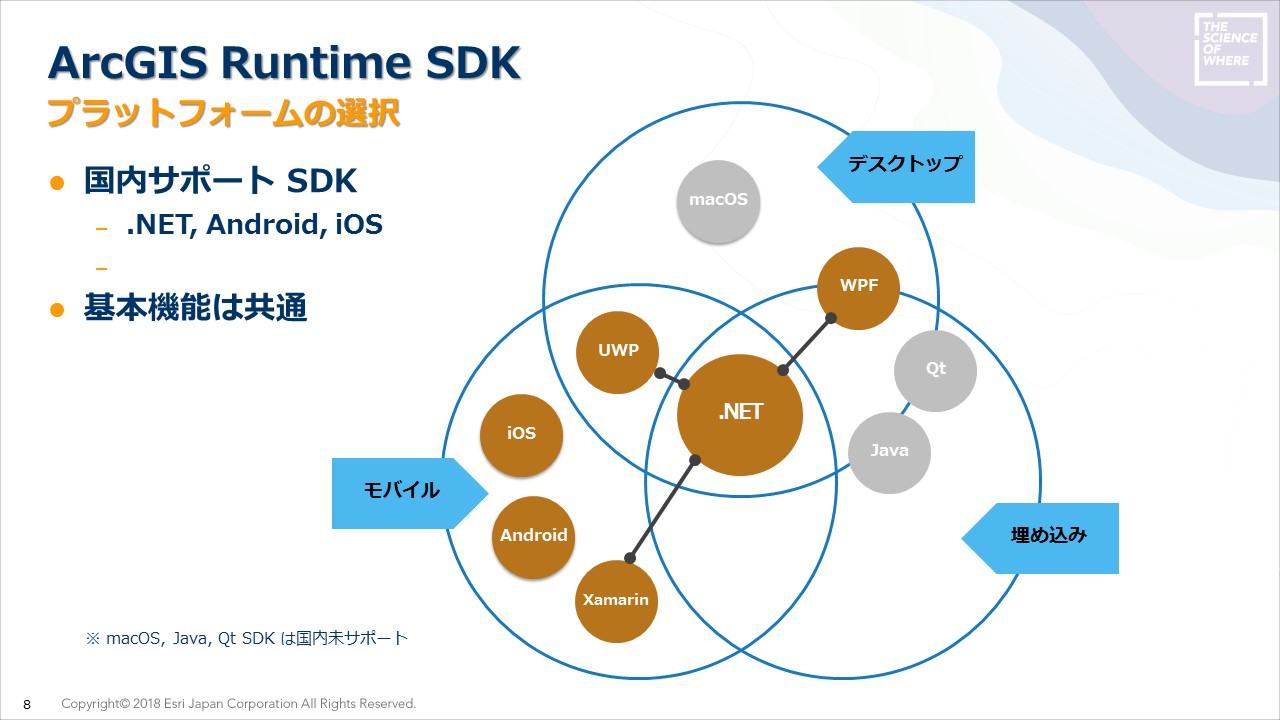 ArcGIS Runtime SDK
プラットフォームの選択
THE
SCIENCE
OF
WHERE
● 国内サポート SDK
– .NET, Android, iOS
–
● 基本機能は共通
デスクトップ
macOS
WPF
UWP
Qt
.NET
iOS
Java
モバイル
Android
埋め込み
Xamarin
※ macOS, Java, Qt SDK は国内未サポート
8
Copyright© 2018 Esri Japan Corporation All Rights Reserved.